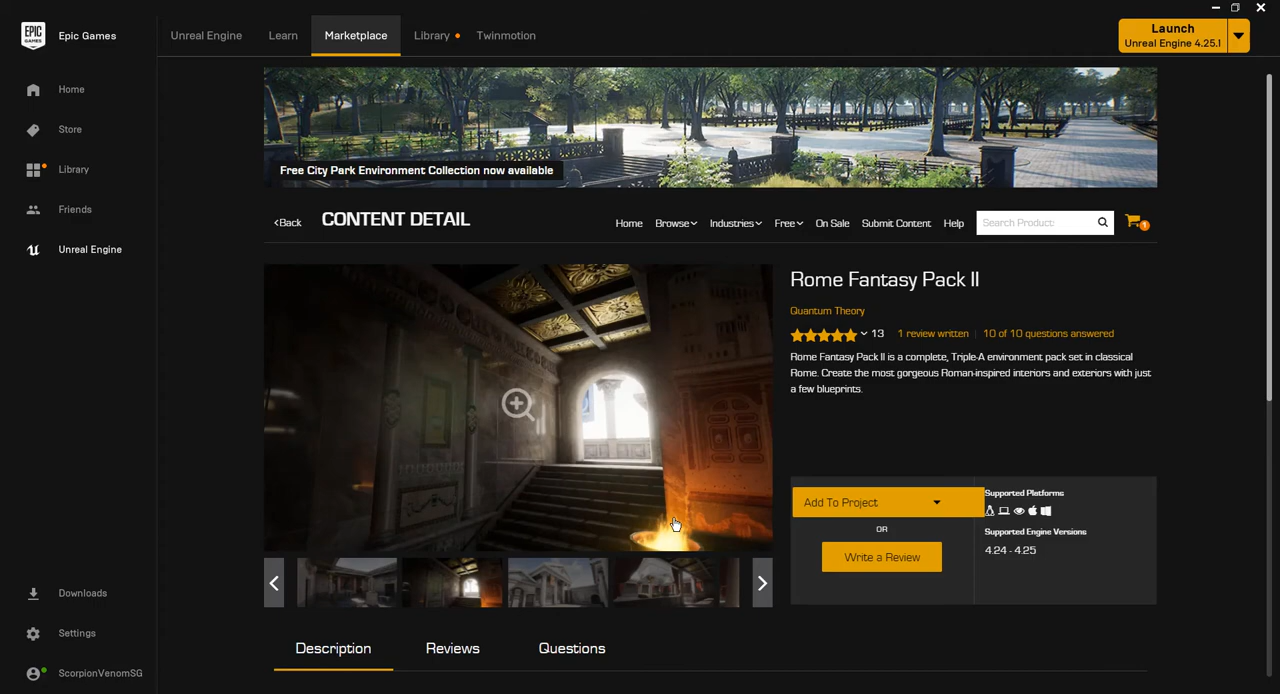 EPIC
GAMES
Epic Games
Unreal Engine
Learn
Marketplace
Library
Twinmotion
Launch
Unreal Engine 4.25.1
Home
Store
Library
Friends
Unreal Engine
Free City Park Environment Collection now available
<Back
CONTENT DETAIL
Home
Browse
Industries
Free
On Sale
Submit Content
Help
Search Product:
1
Rome Fantasy Pack II
Quantum Theory
13
1 review written
10 of 10 questions answered
Rome Fantasy Pack II is a complete, Triple-A environment pack set in classical
Rome. Create the most gorgeous Roman-inspired interiors and exteriors with just
a few blueprints.
Add To Project
OR
Write a Review
Supported Platforms
Supported Engine Versions
4.24 - 4.25
Description
Reviews
Questions
Downloads
Settings
ScorpionVenomSG